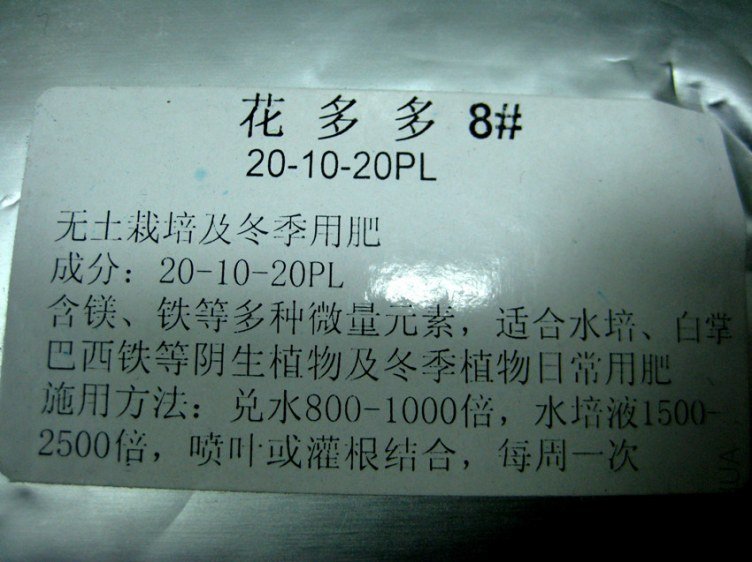 花多多 8#
20-10-20PL
无土栽培及冬季用肥
成分：20-10-20PL
含镁、铁等多种微量元素，适合水培、白掌
巴西铁等阴生植物及冬季植物日常用肥
施用方法：兑水800-1000倍，水培液1500-
2500倍，喷叶或灌根结合，每周一次